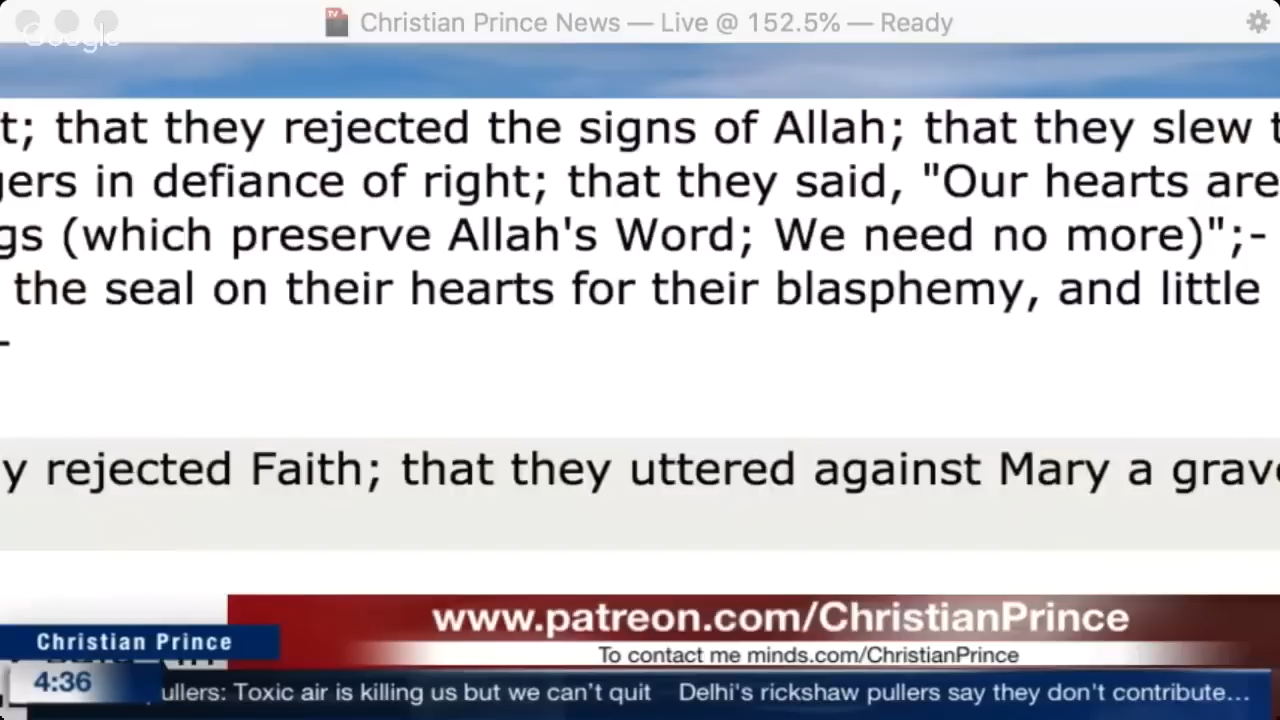 Christian Prince News — Live @ 152.5% — Ready
Google
t; that they rejected the signs of Allah; that they slew t
gers in defiance of right; that they said, "Our hearts are
gs (which preserve Allah's Word; We need no more)";-
the seal on their hearts for their blasphemy, and little
-
y rejected Faith; that they uttered against Mary a grave
www.patreon.com/ChristianPrince
To contact me minds.com/ChristianPrince
Christian Prince
4:36
ullers: Toxic air is killing us but we can't quit Delhi's rickshaw pullers say they don't contribute...